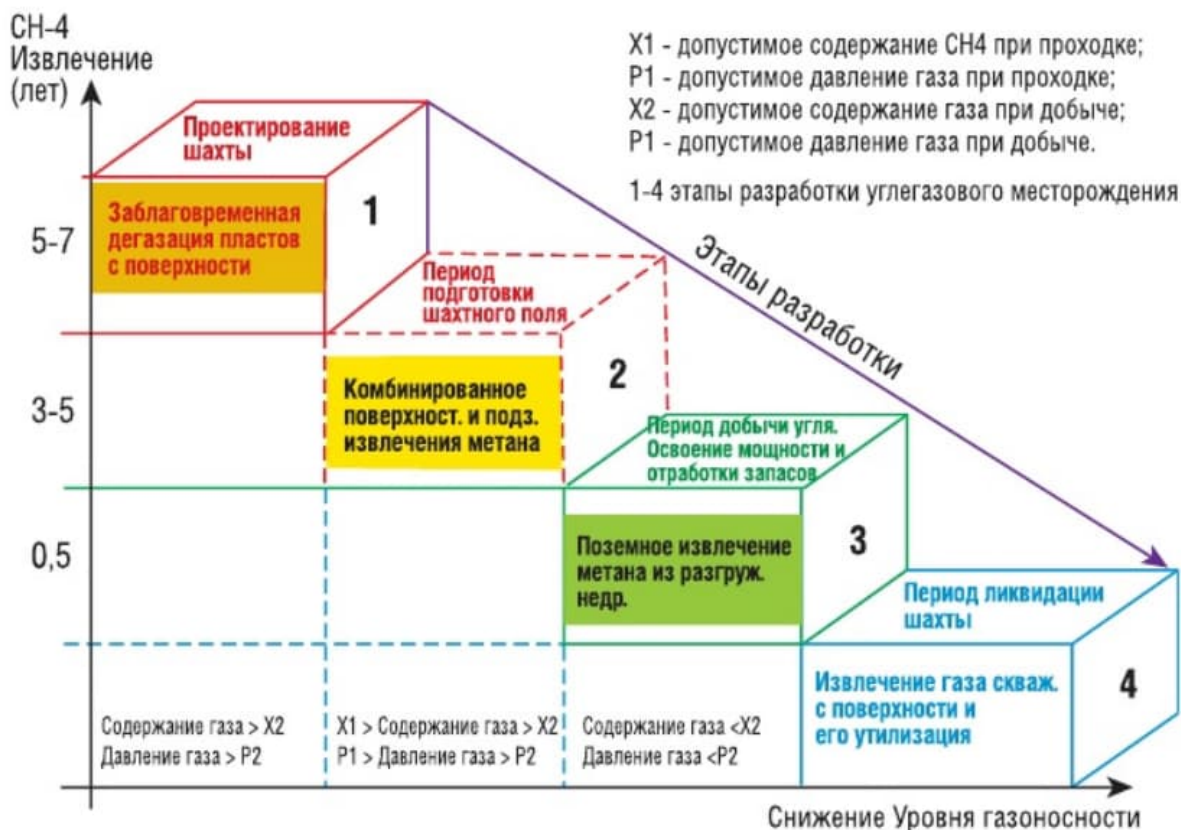 СН-4
Извлечение
(лет)
X1 - допустимое содержание СН4 при проходке;
P1 - допустимое давление газа при проходке;
X2 - допустимое содержание газа при добыче;
P1 - допустимое давление газа при добыче.
1-4 этапы разработки углегазового месторождения
Проектирование
шахты
Заблаговременная
дегазация пластов
с поверхности
1
5-7
Этапы разработки
Период
подготовки
шахтного поля
Комбинированное
поверхност. и подз.
извлечения метана
2
3-5
Период добычи угля.
Освоение мощности и
отработки запасов
Поземное извлечение
метана из разгруж.
недр.
3
0,5
Период ликвидации
шахты
Извлечение газа скваж.
с поверхности и
его утилизация
4
Содержание газа > X2
Давление газа > P2
X1 > Содержание газа > X2
P1 > Давление газа > P2
Содержание газа <X2
Давление газа <P2
Снижение Уровня газоносности